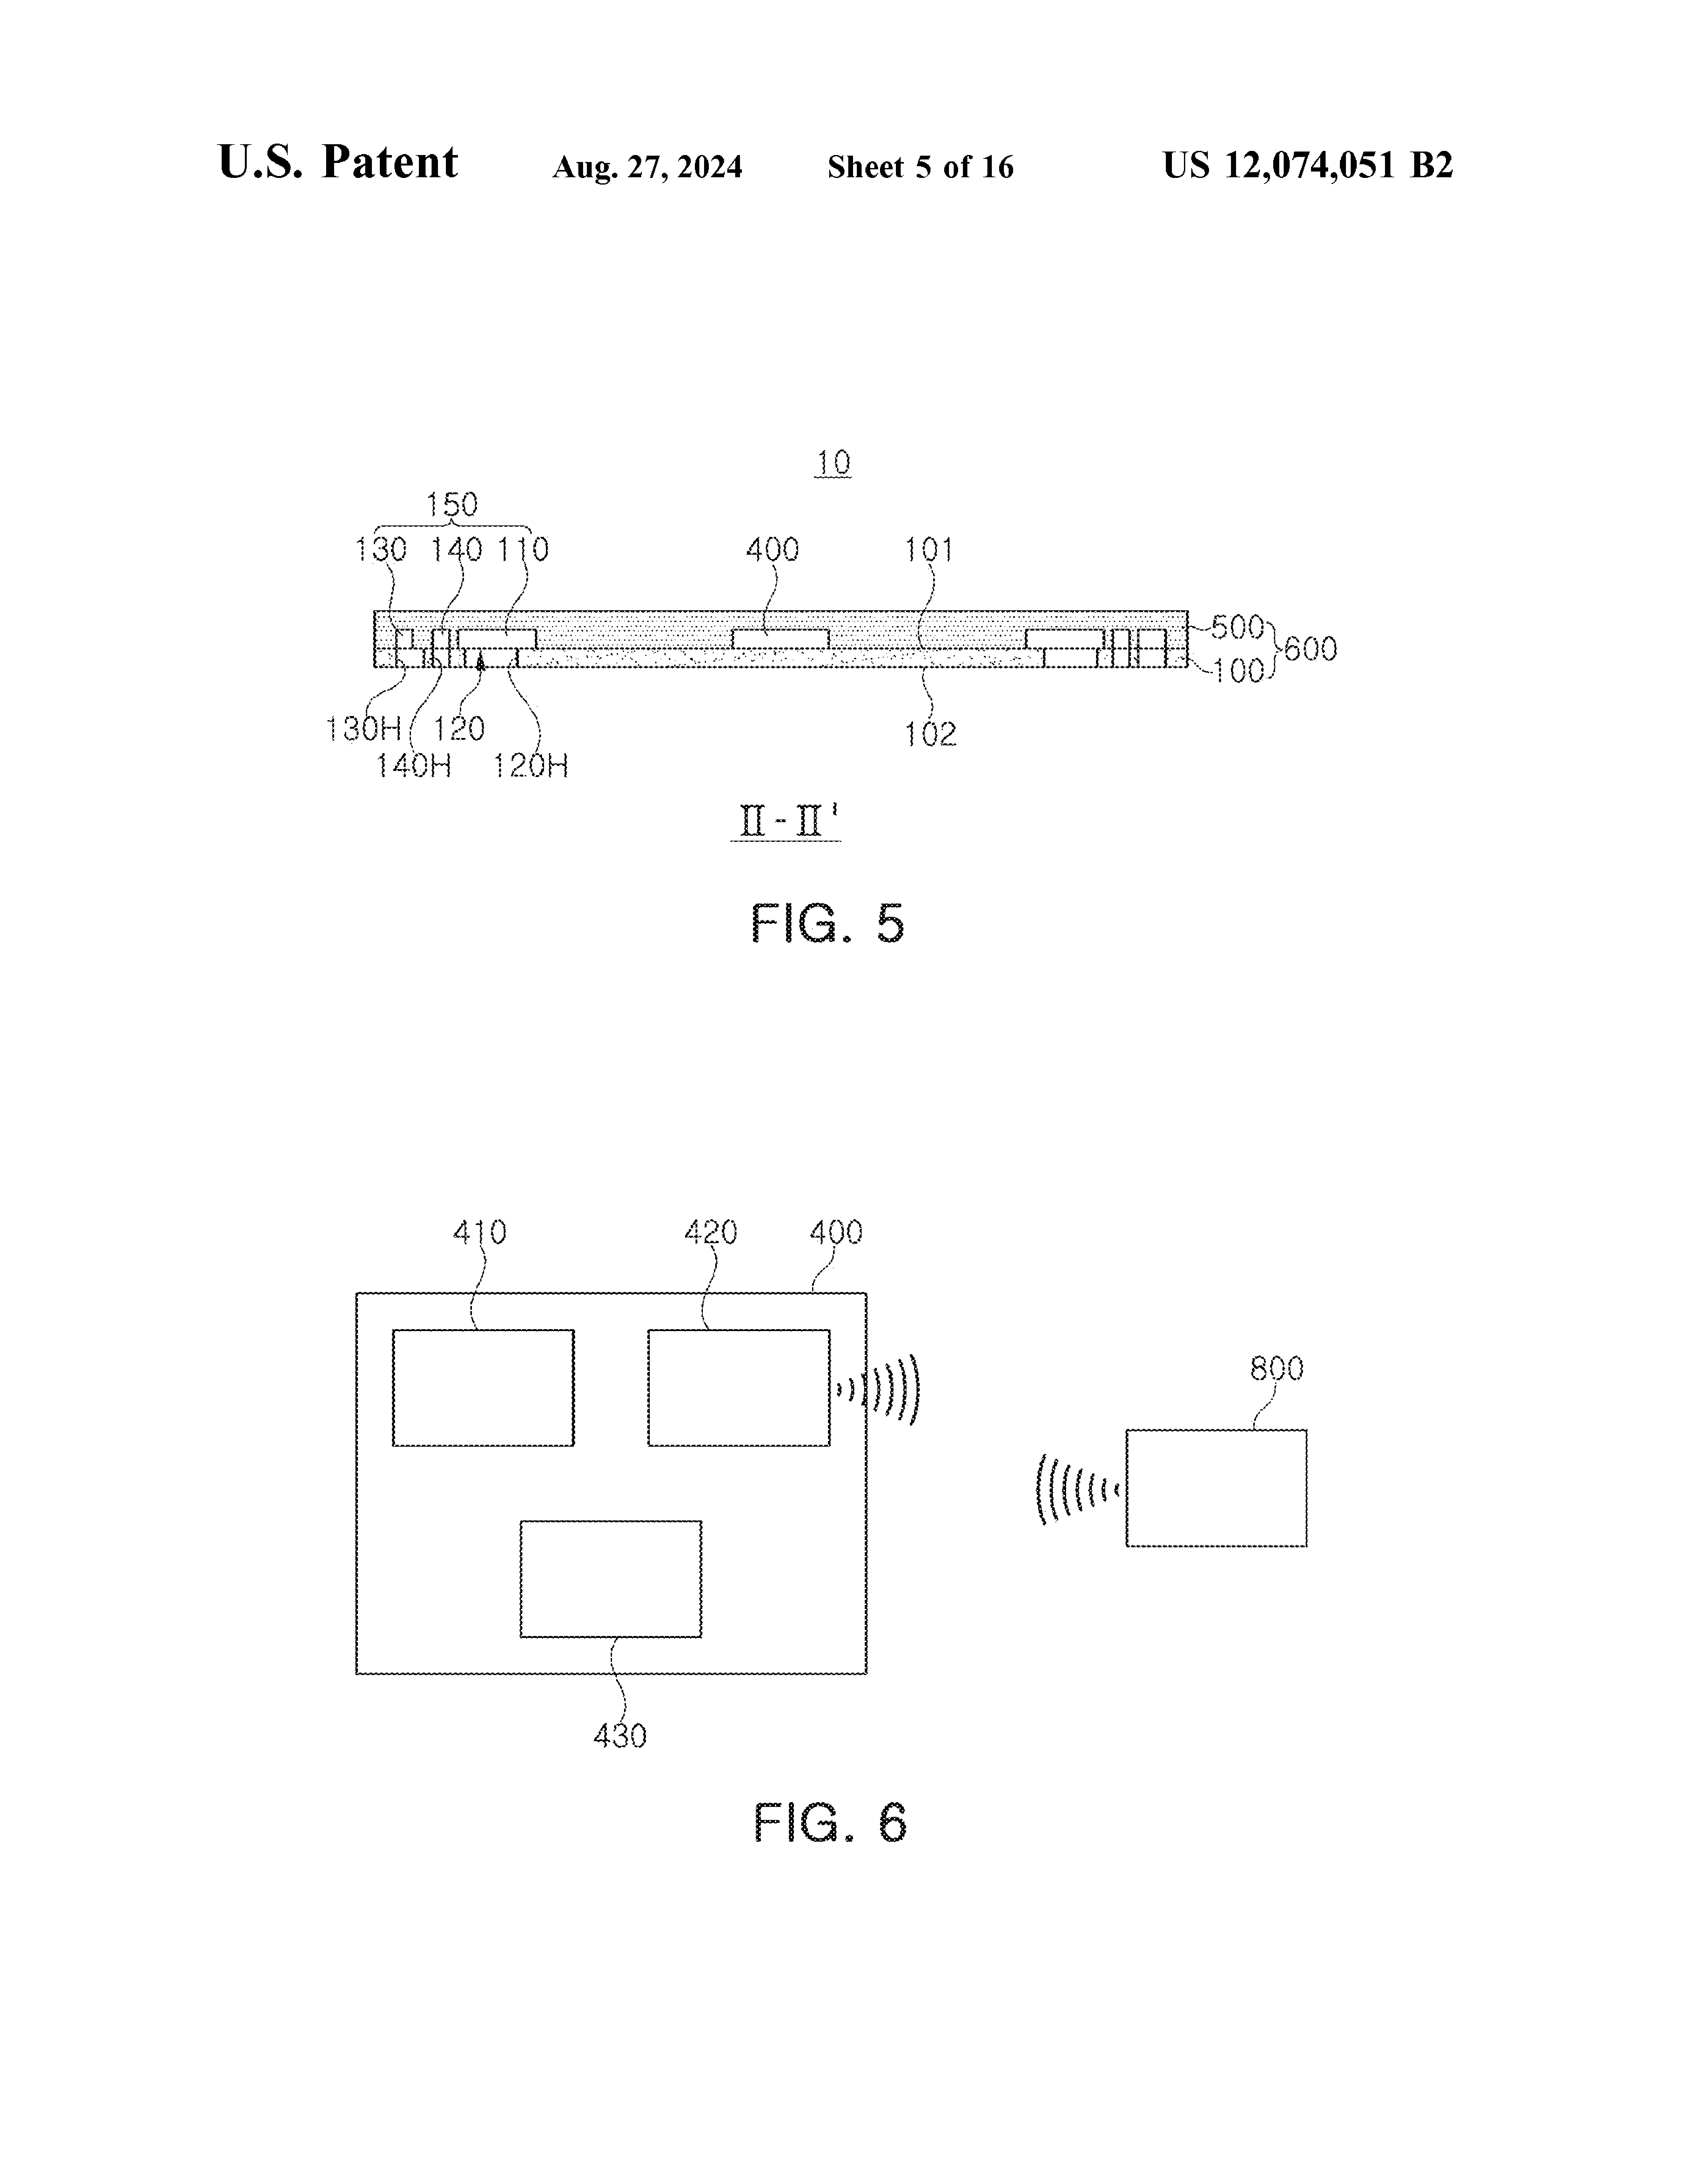 U.S. Patent Aug. 27, 2024 Sheet 5 of 16 US 12,074,051 B2
10
150
130 140 110 400 101
500
600
100
130H 120 102
140H 120H
II-II'
FIG. 5
410 420 400
800
430
FIG. 6